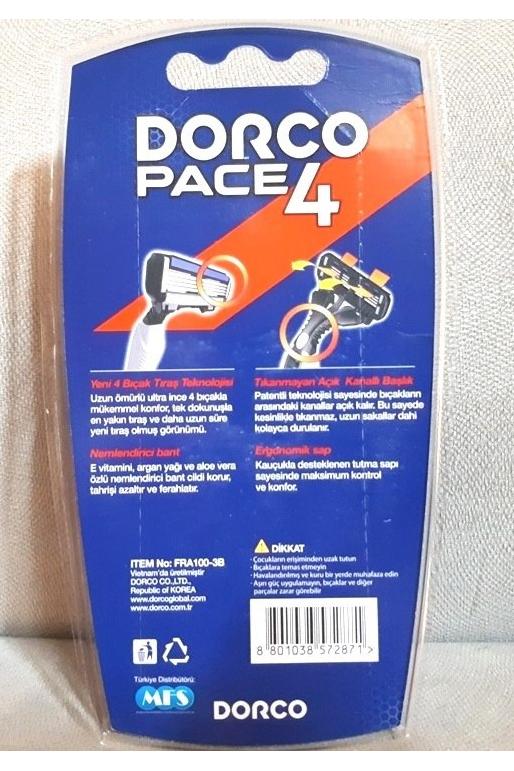 DORCO
PACE4
Yeni 4 Bıçak Tıraş Teknolojisi
Uzun ömürlü ultra ince 4 bıçakla
mükemmel konfor, tek dokunuşla
en yakın tıraş ve daha uzun süre
yeni tıraş olmuş görünümü.
Nemlendirici bant
E vitamini, argan yağı ve aloe vera
özlü nemlendirici bant cildi korur,
tahrişi azaltır ve ferahlatır.
Tıkanmayan Açık Kanallı Başlık
Patentli teknolojisi sayesinde bıçakların
arasındaki kanallar açık kalır. Bu sayede
kesinlikle tıkanmaz, uzun sakallar dahi
kolayca durulanır.
Ergonomik sap
Kauçukla desteklenen tutma sapı
sayesinde maksimum kontrol
ve konfor.
ITEM No: FRA100-3B
Vietnam'da üretilmiştir
DORCO CO.,LTD.,
Republic of KOREA
www.dorcoglobal.com
www.dorco.com.tr
DİKKAT
· Çocukların erişiminden uzak tutun
· Bıçaklara temas etmeyin
· Havalandırılmış ve kuru bir yerde muhafaza edin
· Aşırı güç uygulamayın, bıçaklar ve diğer
parçalar zarar görebilir
8 801038 572871 >
Türkiye Distribütörü:
MFS
DORCO